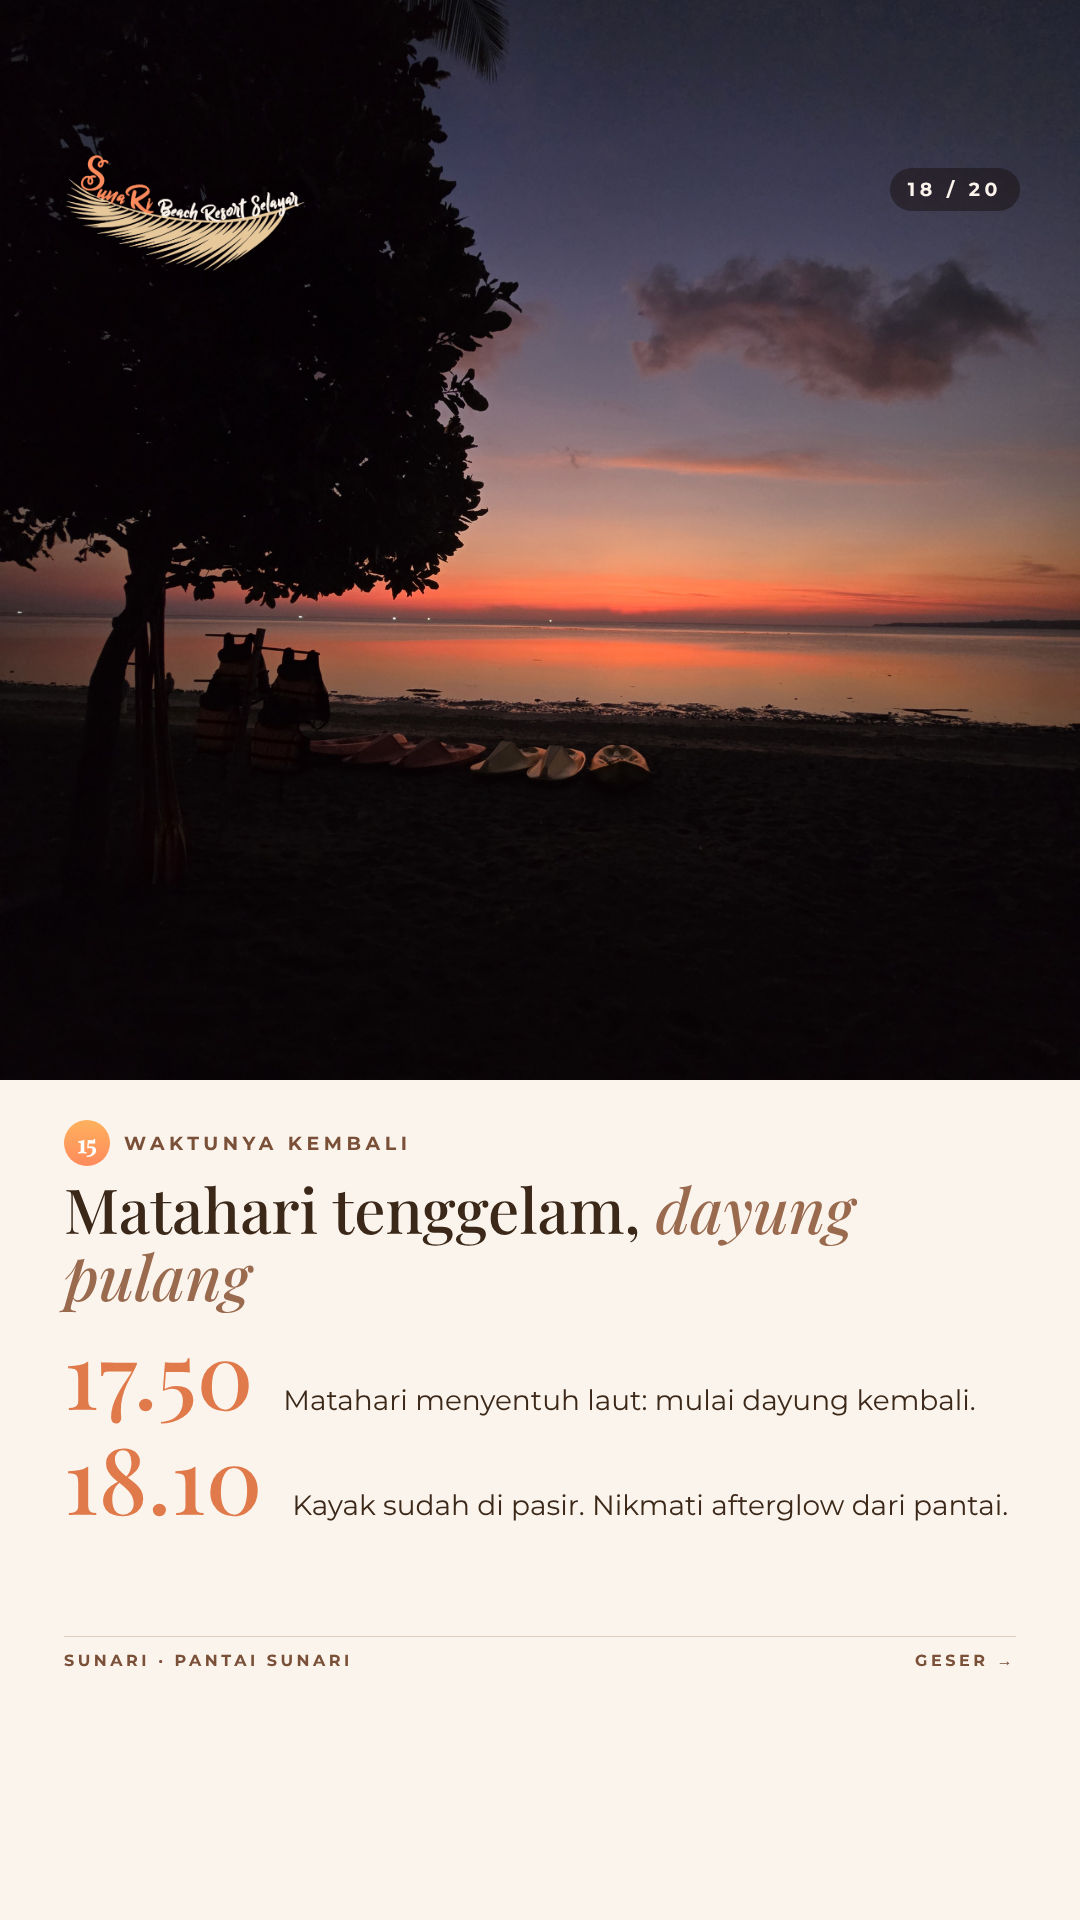 SunaRi Beach Resort Selayar
18 / 20
15 WAKTUNYA KEMBALI
Matahari tenggelam, dayung
pulang
17.50 Matahari menyentuh laut: mulai dayung kembali.
18.10 Kayak sudah di pasir. Nikmati afterglow dari pantai.
SUNARI · PANTAI SUNARI
GESER →